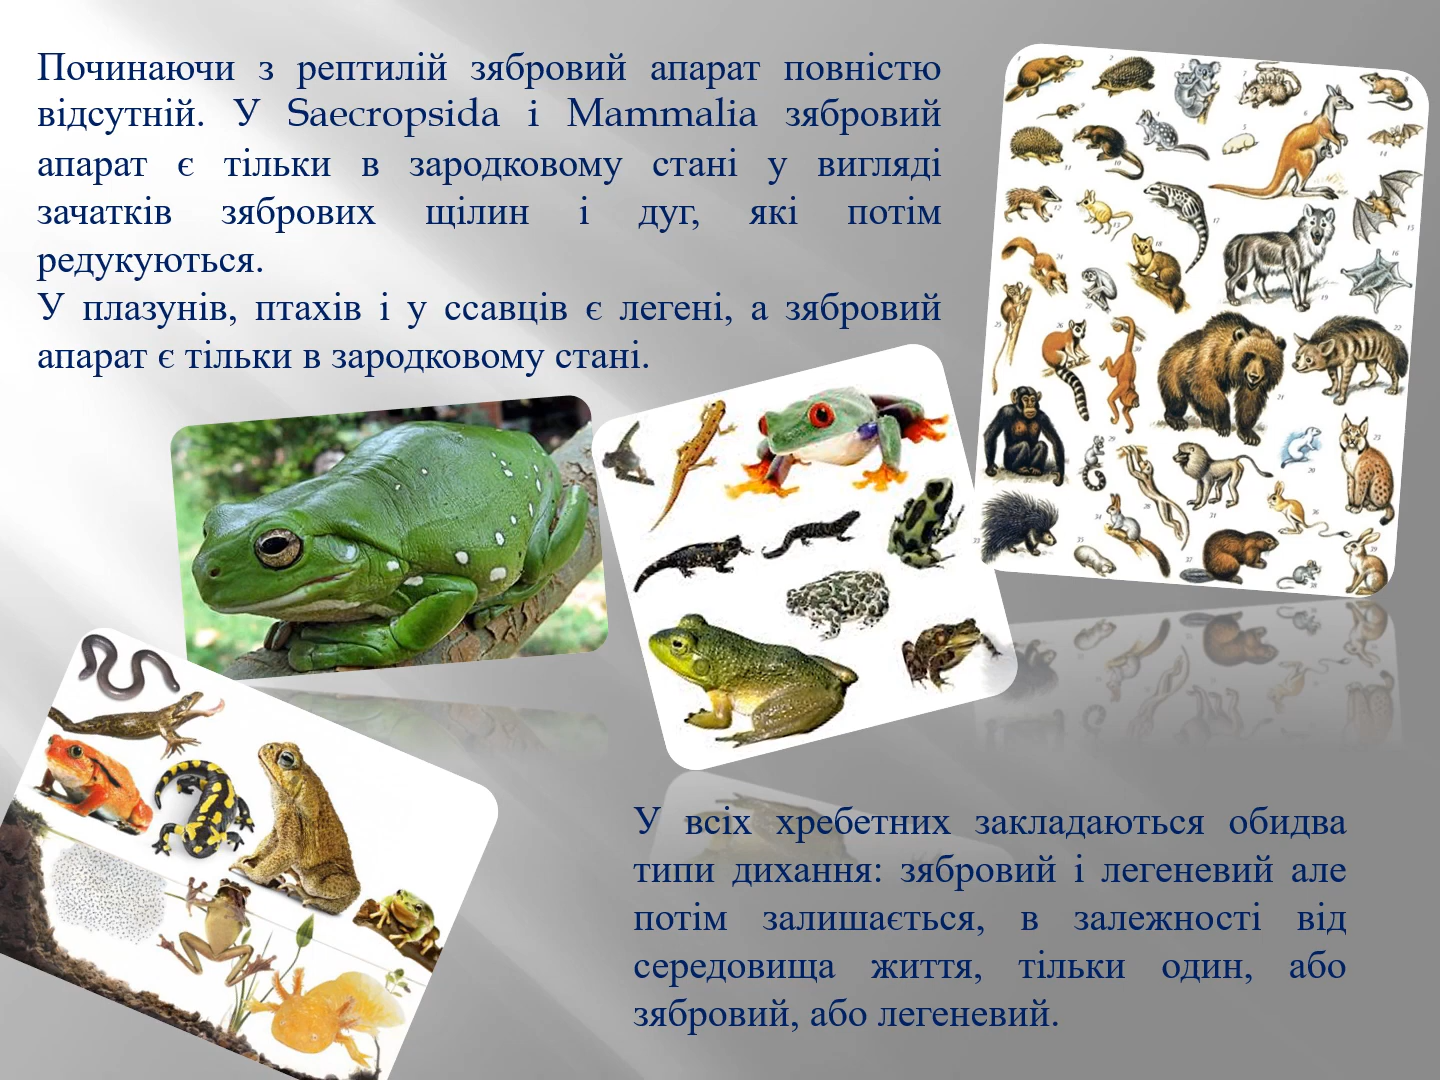 Починаючи з рептилій зябровий апарат повністю
відсутній. У Saecropsida і Mammalia зябровий
апарат є тільки в зародковому стані у вигляді
зачатків зябрових щілин і дуг, які потім
редукуються.
У плазунів, птахів і у ссавців є легені, а зябровий
апарат є тільки в зародковому стані.
У всіх хребетних закладаються обидва
типи дихання: зябровий і легеневий але
потім залишається, в залежності від
середовища життя, тільки один, або
зябровий, або легеневий.